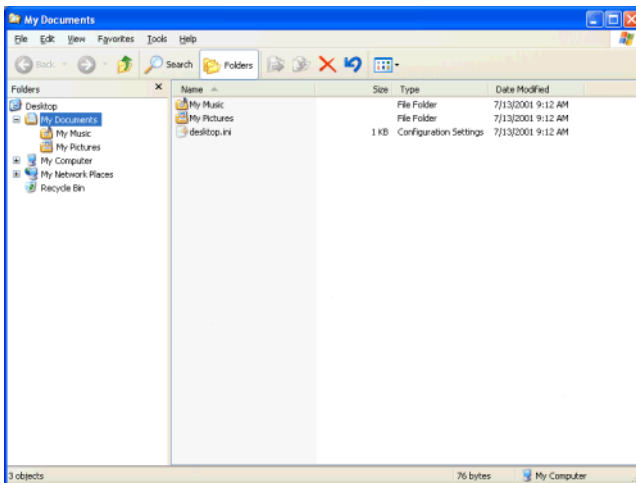 My Documents
File Edit View Favorites Tools Help
Back Search Folders
Folders Name Size Type Date Modified
Desktop My Music File Folder 7/13/2001 9:12 AM
My Documents My Pictures File Folder 7/13/2001 9:12 AM
My Music desktop.ini 1 KB Configuration Settings 7/13/2001 9:12 AM
My Pictures
My Computer
My Network Places
Recycle Bin
3 objects 76 bytes My Computer